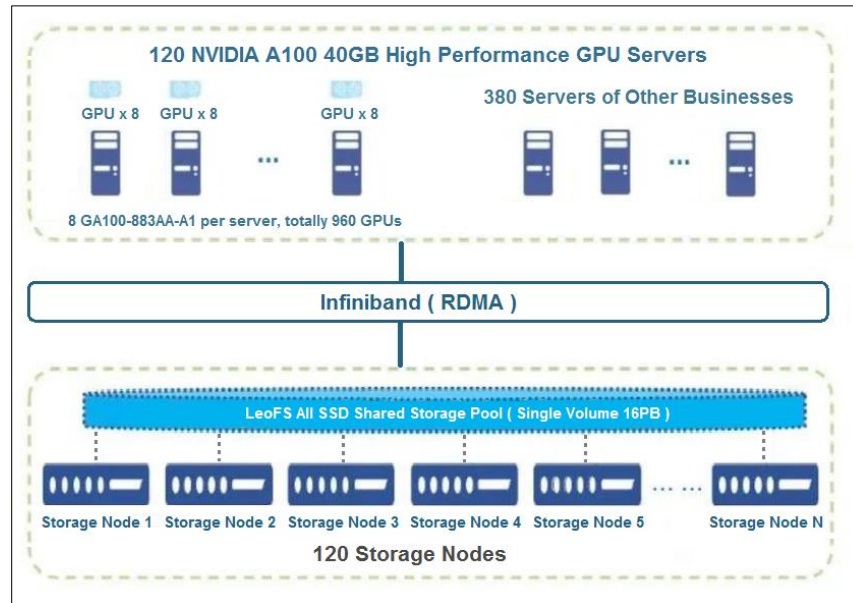 120 NVIDIA A100 40GB High Performance GPU Servers
GPU x 8 GPU x 8 GPU x 8
380 Servers of Other Businesses
...
...
8 GA100-883AA-A1 per server, totally 960 GPUs
Infiniband ( RDMA )
LeoFS All SSD Shared Storage Pool ( Single Volume 16PB )
... ...
Storage Node 1 Storage Node 2 Storage Node 3 Storage Node 4 Storage Node 5 Storage Node N
120 Storage Nodes